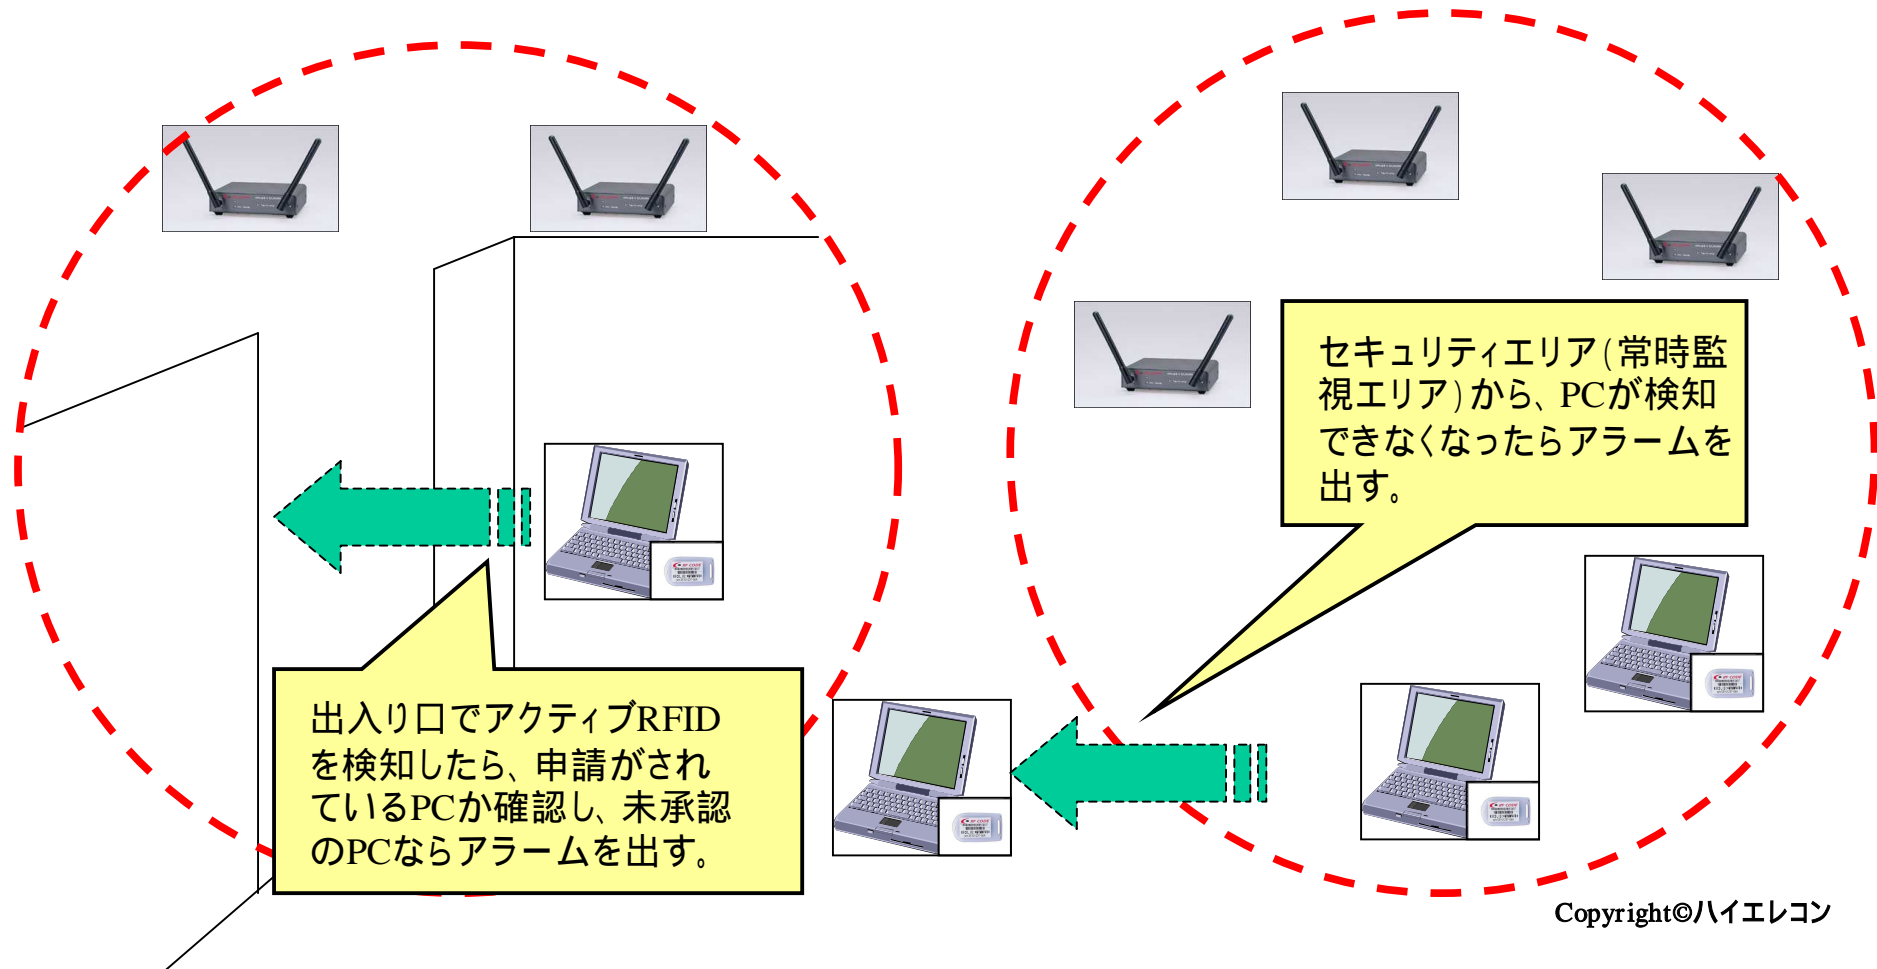 セキュリティエリア(常時監
視エリア)から、PCが検知
できなくなったらアラームを
出す。
出入り口でアクティブRFID
を検知したら、申請がされ
ているPCか確認し、未承認
のPCならアラームを出す。
Copyright©ハイエレコン